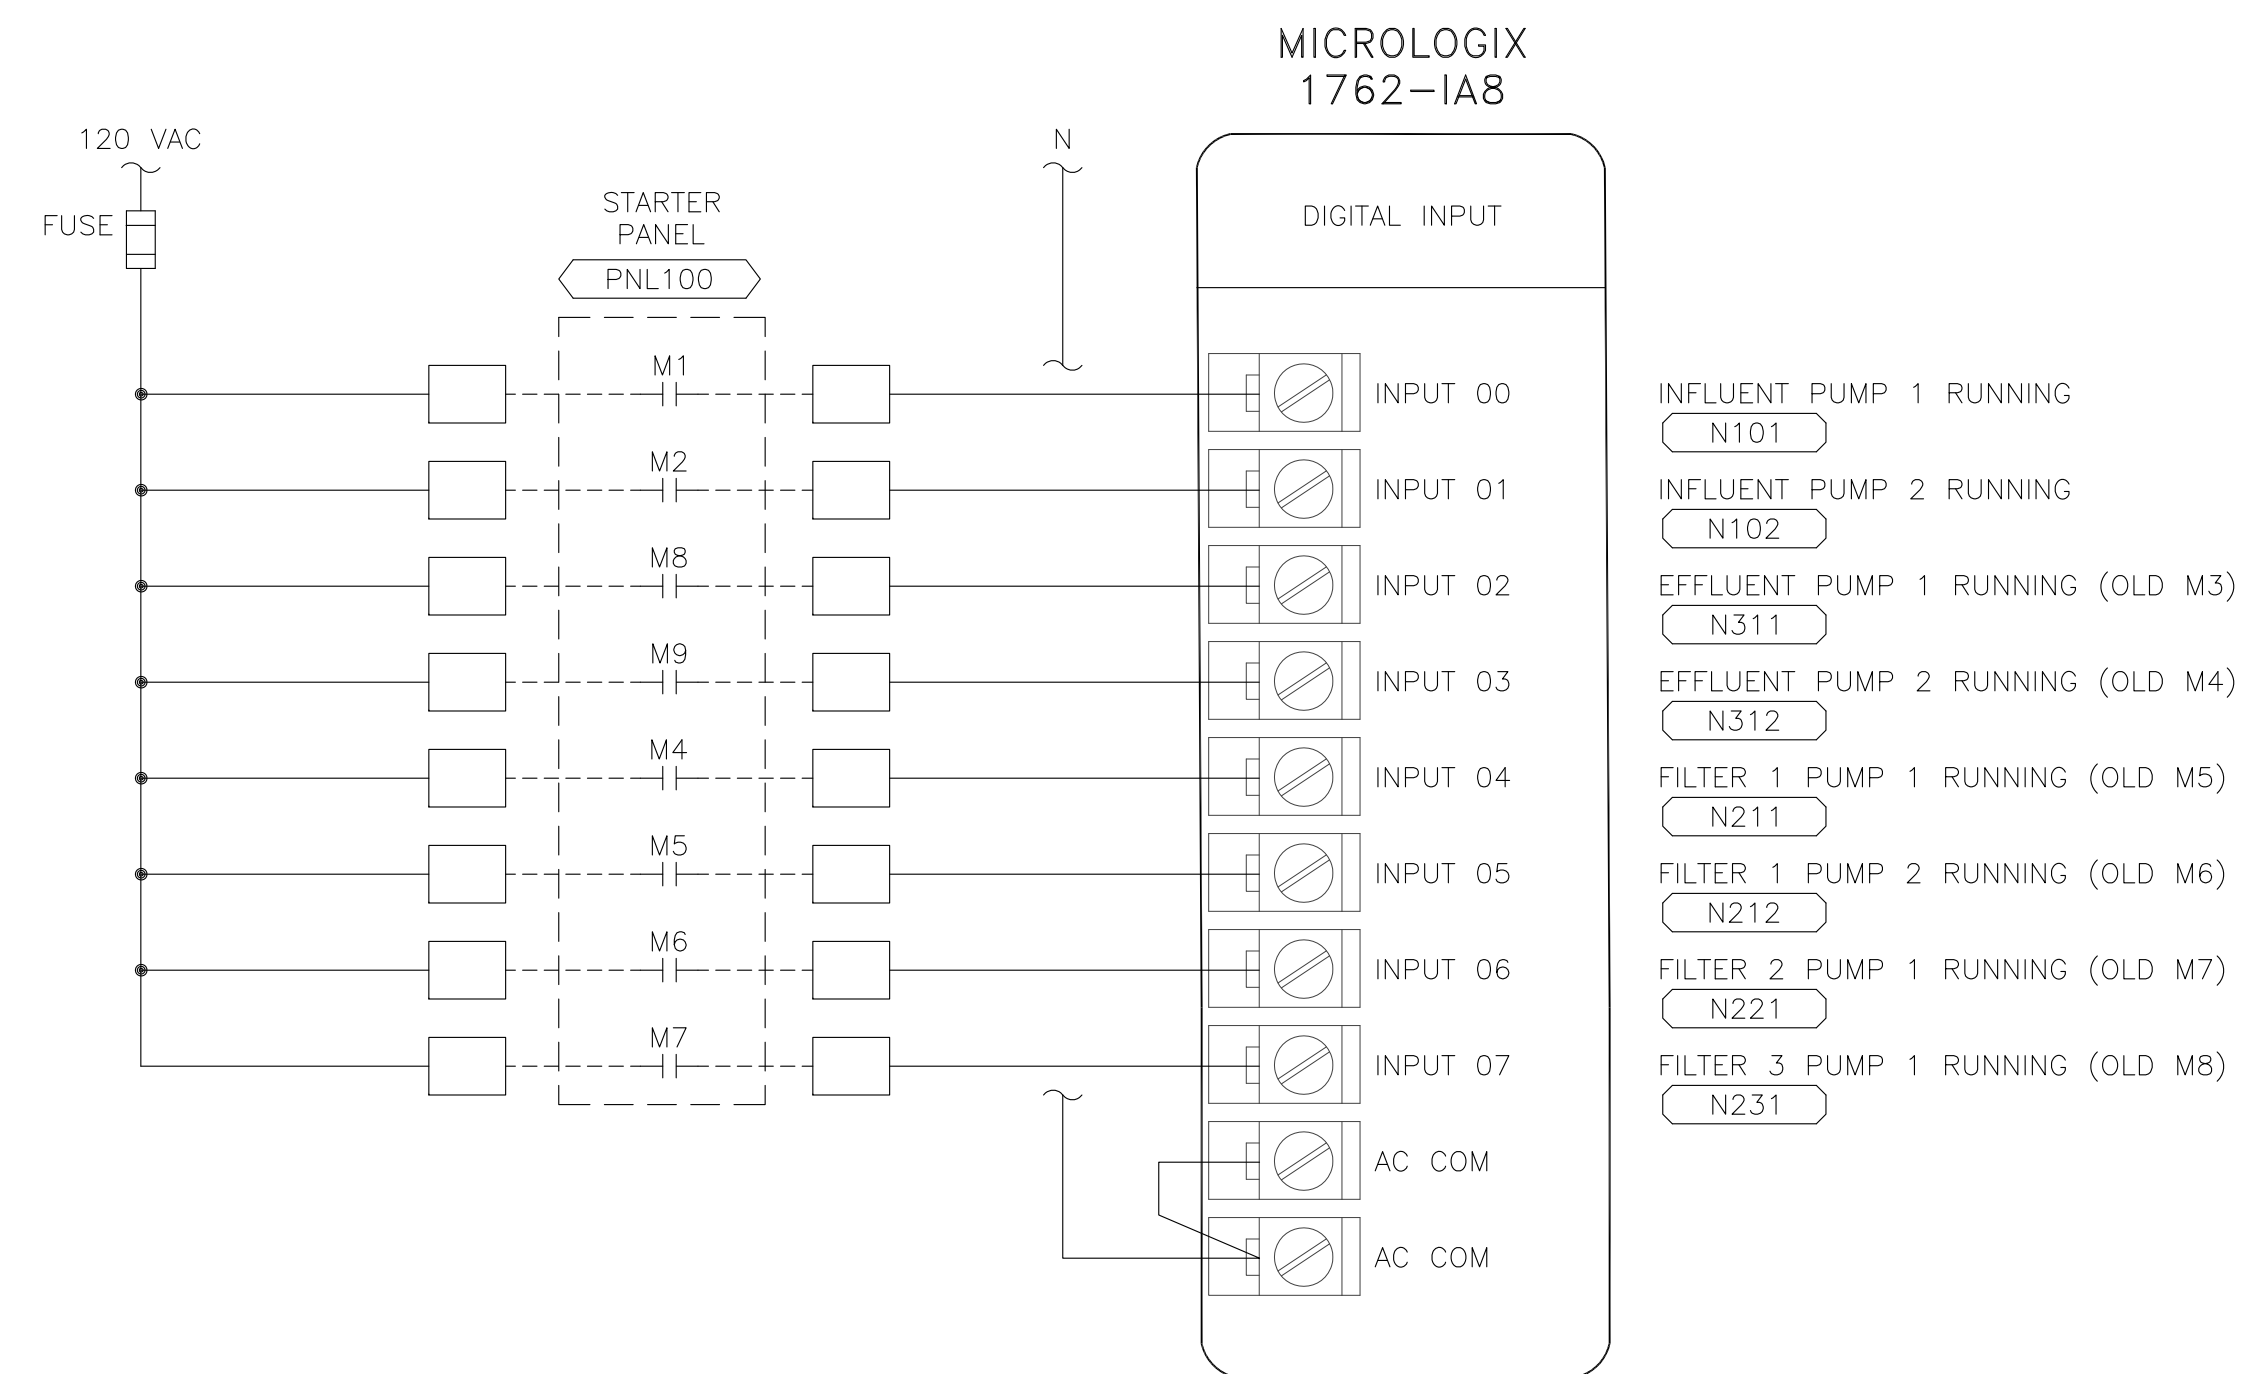 MICROLOGIX
1762-IA8
120 VAC
N
FUSE
STARTER
PANEL
PNL100
DIGITAL INPUT
M1
INPUT 00
INFLUENT PUMP 1 RUNNING
N101
M2
INPUT 01
INFLUENT PUMP 2 RUNNING
N102
M8
INPUT 02
EFFLUENT PUMP 1 RUNNING (OLD M3)
N311
M9
INPUT 03
EFFLUENT PUMP 2 RUNNING (OLD M4)
N312
M4
INPUT 04
FILTER 1 PUMP 1 RUNNING (OLD M5)
N211
M5
INPUT 05
FILTER 1 PUMP 2 RUNNING (OLD M6)
N212
M6
INPUT 06
FILTER 2 PUMP 1 RUNNING (OLD M7)
N221
M7
INPUT 07
FILTER 3 PUMP 1 RUNNING (OLD M8)
N231
AC COM
AC COM